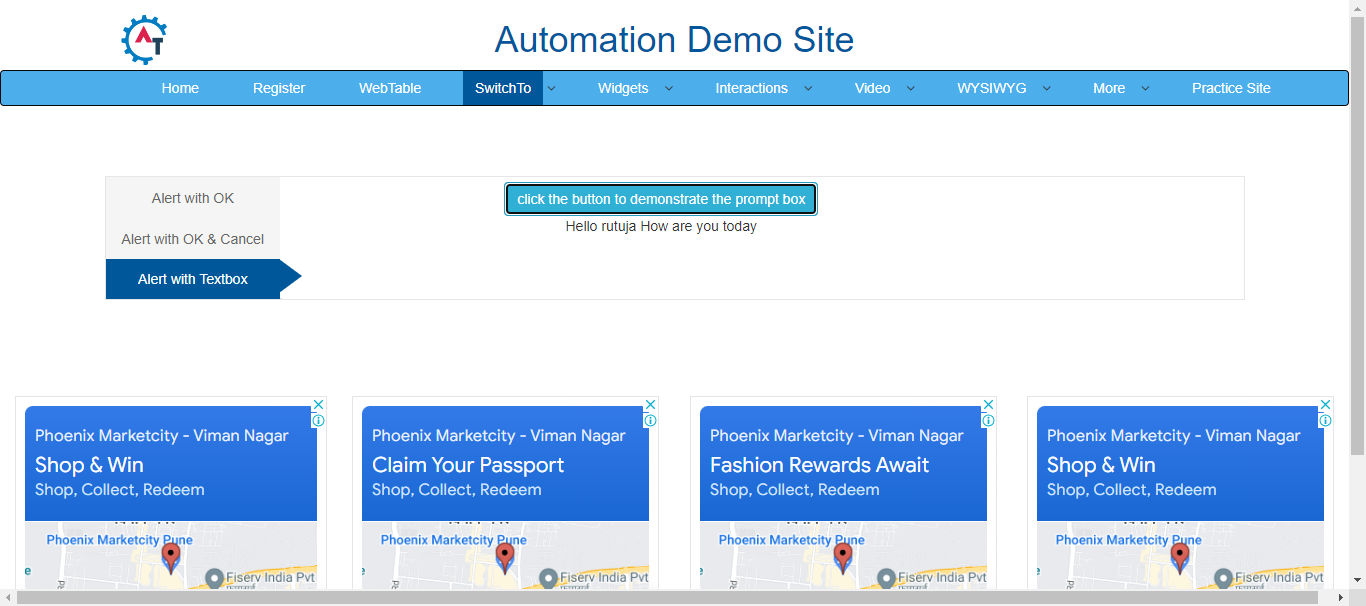 AT
Automation Demo Site
Home Register WebTable SwitchTo Widgets Interactions Video WYSIWYG More Practice Site
Alert with OK
Alert with OK & Cancel
Alert with Textbox
click the button to demonstrate the prompt box
Hello rutuja How are you today
Phoenix Marketcity - Viman Nagar
Shop & Win
Shop, Collect, Redeem
Phoenix Marketcity Pune
Fiserv India Pvt
Phoenix Marketcity - Viman Nagar
Claim Your Passport
Shop, Collect, Redeem
Phoenix Marketcity Pune
Fiserv India Pvt
Phoenix Marketcity - Viman Nagar
Fashion Rewards Await
Shop, Collect, Redeem
Phoenix Marketcity Pune
Fiserv India Pvt
Phoenix Marketcity - Viman Nagar
Shop & Win
Shop, Collect, Redeem
Phoenix Marketcity Pune
Fiserv India Pvt